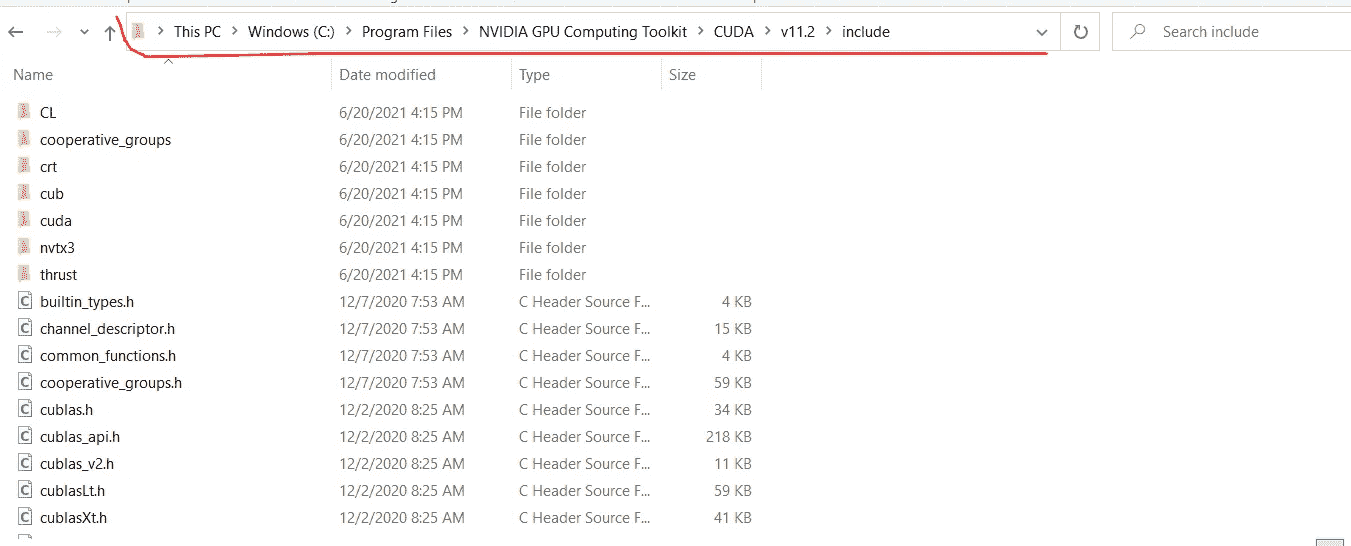 This PC > Windows (C:) > Program Files > NVIDIA GPU Computing Toolkit > CUDA > v11.2 > include Search include
Name Date modified Type Size
CL 6/20/2021 4:15 PM File folder
cooperative_groups 6/20/2021 4:15 PM File folder
crt 6/20/2021 4:15 PM File folder
cub 6/20/2021 4:15 PM File folder
cuda 6/20/2021 4:15 PM File folder
nvtx3 6/20/2021 4:15 PM File folder
thrust 6/20/2021 4:15 PM File folder
builtin_types.h 12/7/2020 7:53 AM C Header Source F... 4 KB
channel_descriptor.h 12/7/2020 7:53 AM C Header Source F... 15 KB
common_functions.h 12/7/2020 7:53 AM C Header Source F... 4 KB
cooperative_groups.h 12/7/2020 7:53 AM C Header Source F... 59 KB
cublas.h 12/2/2020 8:25 AM C Header Source F... 34 KB
cublas_api.h 12/2/2020 8:25 AM C Header Source F... 218 KB
cublas_v2.h 12/2/2020 8:25 AM C Header Source F... 11 KB
cublasLt.h 12/2/2020 8:25 AM C Header Source F... 59 KB
cublasXt.h 12/2/2020 8:25 AM C Header Source F... 41 KB